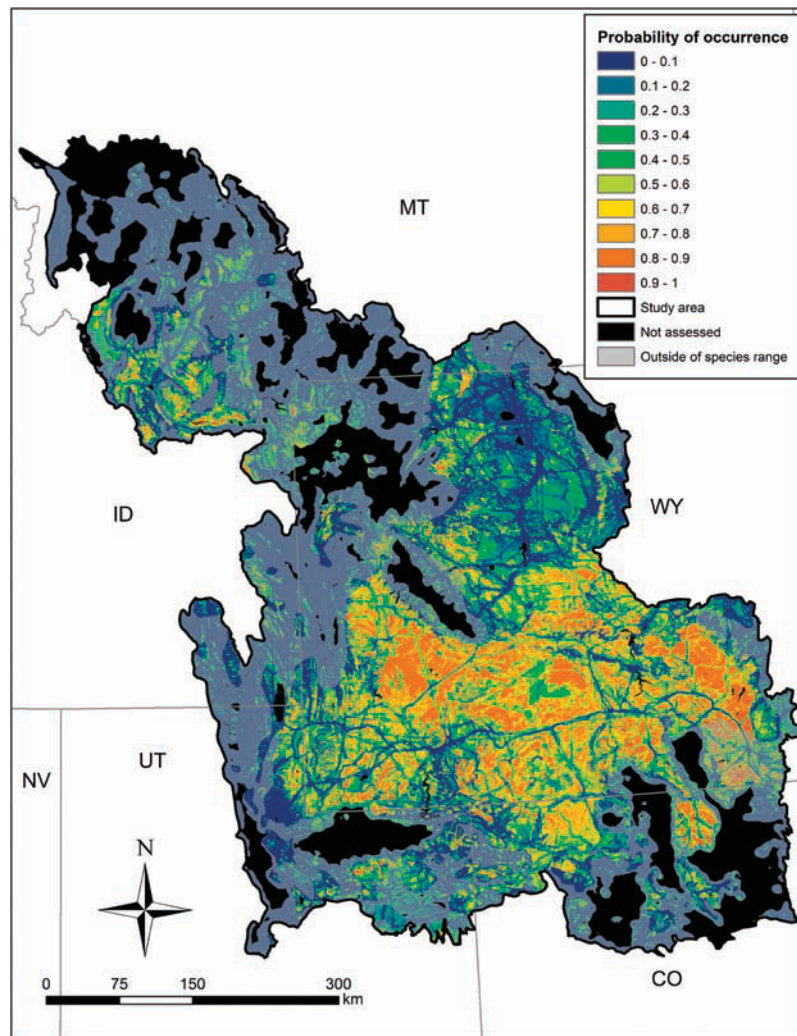 Probability of occurrence
0 - 0.1
0.1 - 0.2
0.2 - 0.3
0.3 - 0.4
0.4 - 0.5
0.5 - 0.6
0.6 - 0.7
0.7 - 0.8
0.8 - 0.9
0.9 - 1
Study area
Not assessed
Outside of species range
MT
ID
WY
UT
NV
N
CO
0 75 150 300
km